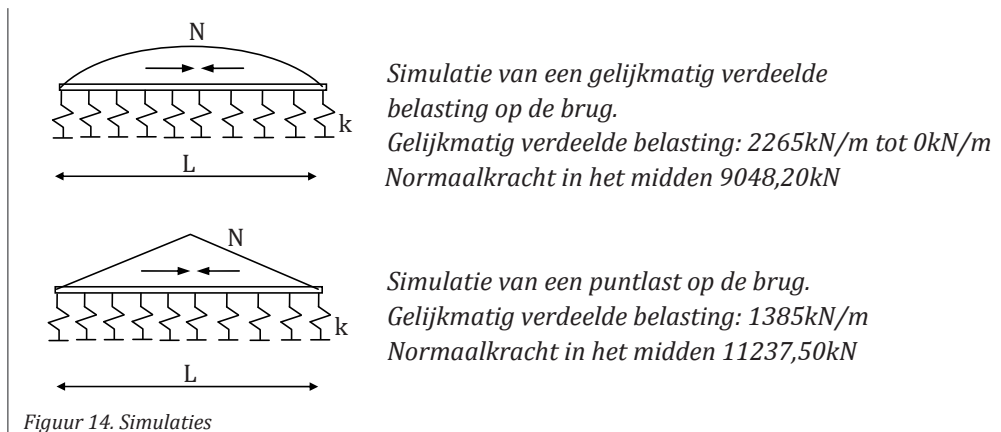 N
k
L
Simulatie van een gelijkmatig verdeelde
belasting op de brug.
Gelijkmatig verdeelde belasting: 2265kN/m tot 0kN/m
Normaalkracht in het midden 9048,20kN
N
k
L
Simulatie van een puntlast op de brug.
Gelijkmatig verdeelde belasting: 1385kN/m
Normaalkracht in het midden 11237,50kN
Figuur 14. Simulaties